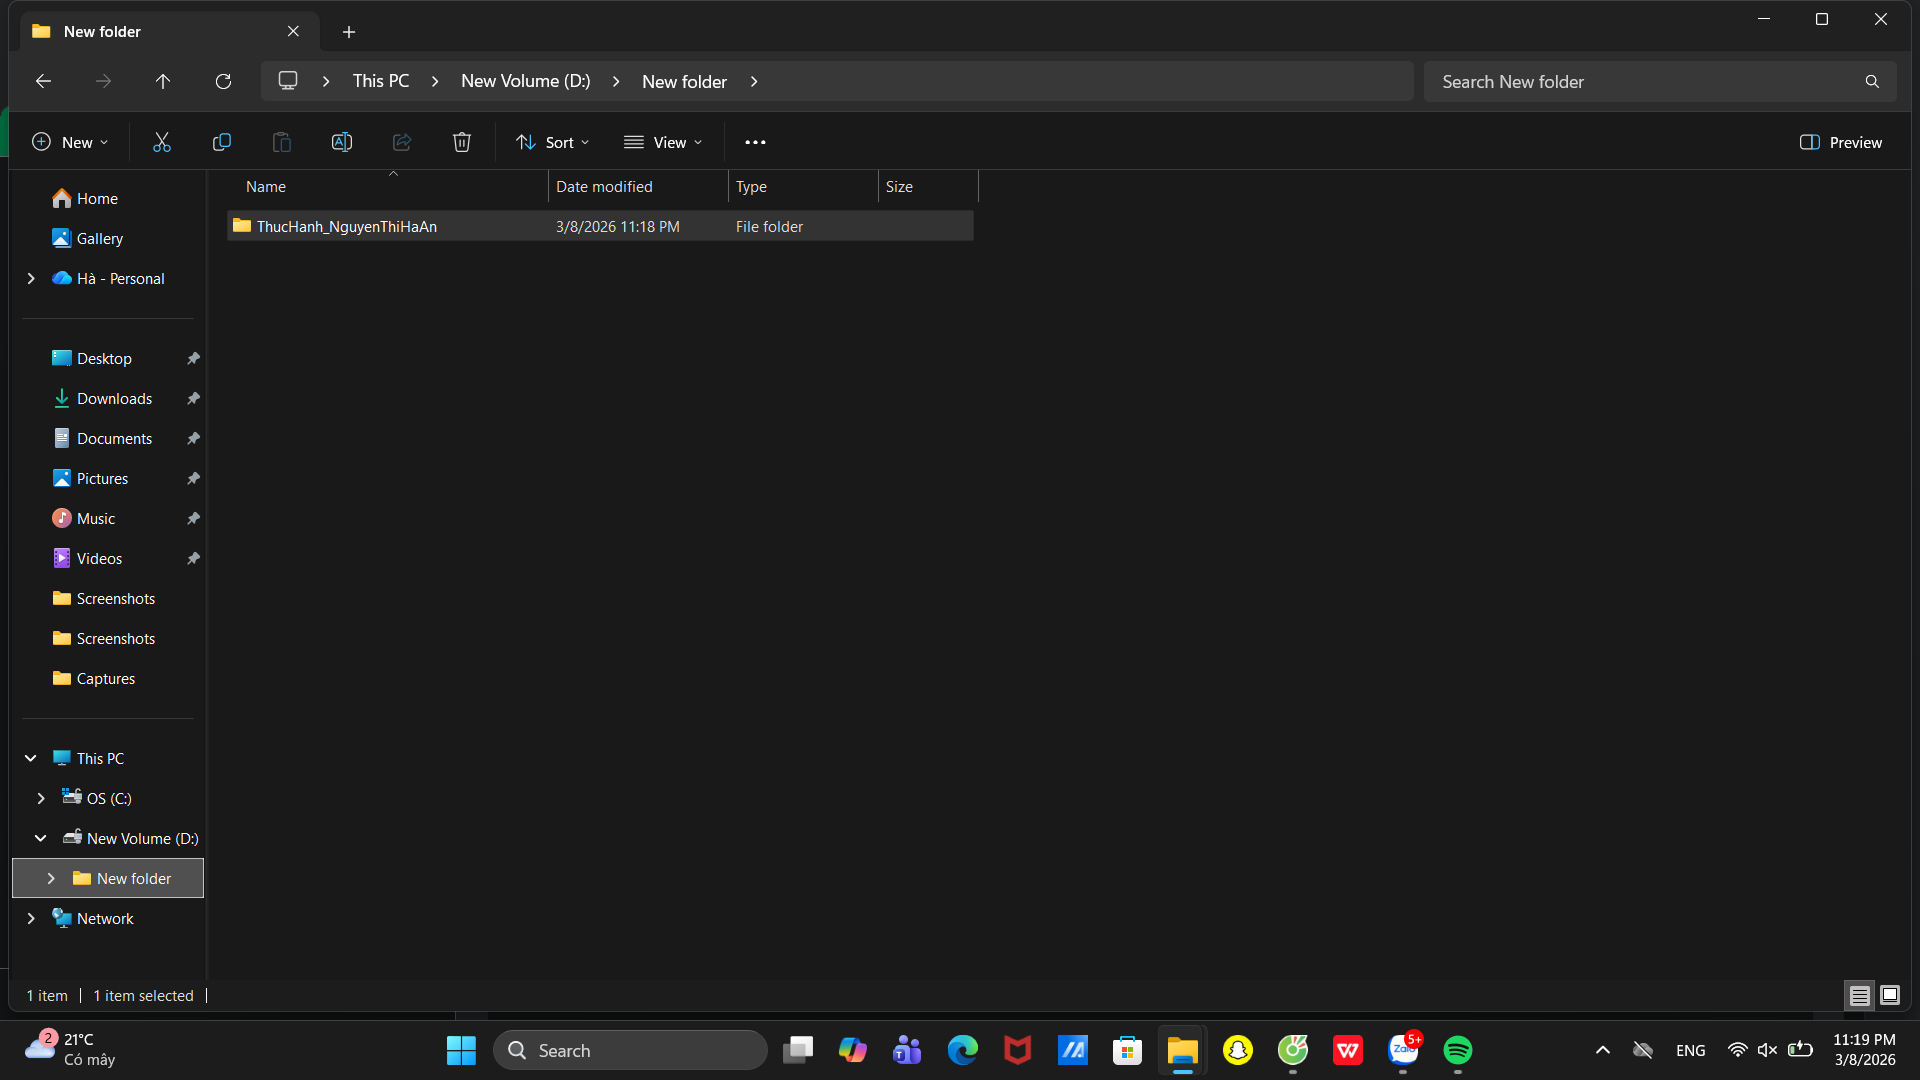 New folder
This PC
New Volume (D:)
New folder
Search New folder
New
Sort
View
Preview
Name
Date modified
Type
Size
ThucHanh_NguyenThiHaAn
3/8/2026 11:18 PM
File folder
Home
Gallery
Hà - Personal
Desktop
Downloads
Documents
Pictures
Music
Videos
Screenshots
Screenshots
Captures
This PC
OS (C:)
New Volume (D:)
New folder
Network
1 item
1 item selected
2
21°C
Có mây
Search
Zalo
5+
ENG
11:19 PM
3/8/2026